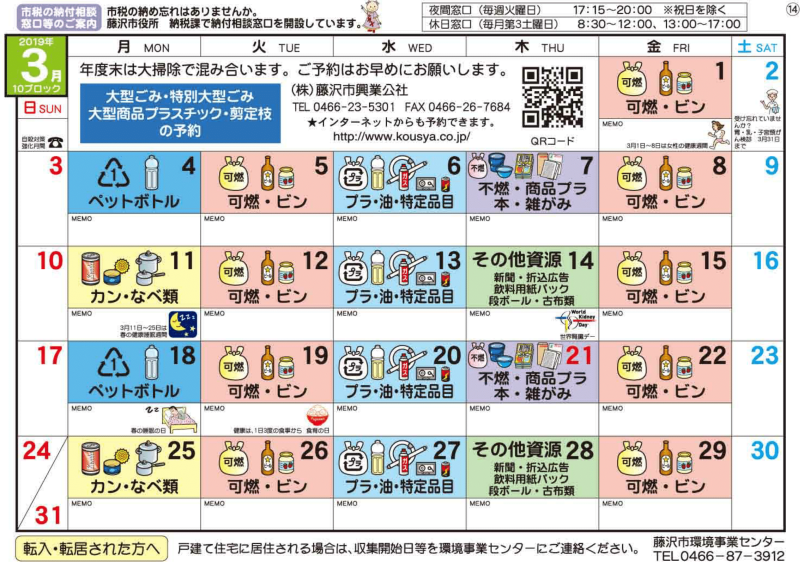 市税の納付相談
窓口等のご案内
市税の納め忘れはありませんか。
藤沢市役所 納税課で納付相談窓口を開設しています。
夜間窓口(毎週火曜日) 17:15~20:00 ※祝日を除く
休日窓口(毎月第3土曜日) 8:30~12:00、13:00~17:00
⑭
2019年
3月
10ブロック
月 MON
火 TUE
水 WED
木 THU
金 FRI
土 SAT
日 SUN
自殺対策
強化月間
年度末は大掃除で混み合います。ご予約はお早めにお願いします。
大型ごみ・特別大型ごみ
大型商品プラスチック・剪定枝
の予約
(株)藤沢市興業公社
TEL 0466-23-5301 FAX 0466-26-7684
★インターネットからも予約できます。
http://www.kousya.co.jp/
QRコード
可燃
1
可燃・ビン
MEMO
3月1日~8日は女性の健康週間
2
受け忘れていませ
んか?
胃・乳・子宮頸が
ん検診 3月31日
まで
3
1
4
ペットボトル
MEMO
可燃
5
可燃・ビン
MEMO
プラ
6
プラ・油・特定品目
MEMO
不燃
7
不燃・商品プラ
本・雑がみ
MEMO
可燃
8
可燃・ビン
MEMO
9
10
11
カン・なべ類
MEMO
3月11日~25日は
春の健康睡眠週間
ZZZ
可燃
12
可燃・ビン
MEMO
プラ
13
プラ・油・特定品目
MEMO
その他資源 14
新聞・折込広告
飲料用紙パック
段ボール・古布類
MEMO
World
Kidney
Day
世界腎臓デー
可燃
15
可燃・ビン
MEMO
16
17
1
18
ペットボトル
MEMO
春の睡眠の日
ZZ
可燃
19
可燃・ビン
MEMO
健康は、1日3度の食事から 食育の日
プラ
20
プラ・油・特定品目
MEMO
不燃
21
不燃・商品プラ
本・雑がみ
MEMO
可燃
22
可燃・ビン
MEMO
23
24
31
25
カン・なべ類
MEMO
可燃
26
可燃・ビン
MEMO
プラ
27
プラ・油・特定品目
MEMO
その他資源 28
新聞・折込広告
飲料用紙パック
段ボール・古布類
MEMO
可燃
29
可燃・ビン
MEMO
30
転入・転居された方へ
戸建て住宅に居住される場合は、収集開始日等を環境事業センターにご連絡ください。
藤沢市環境事業センター
TEL0466-87-3912